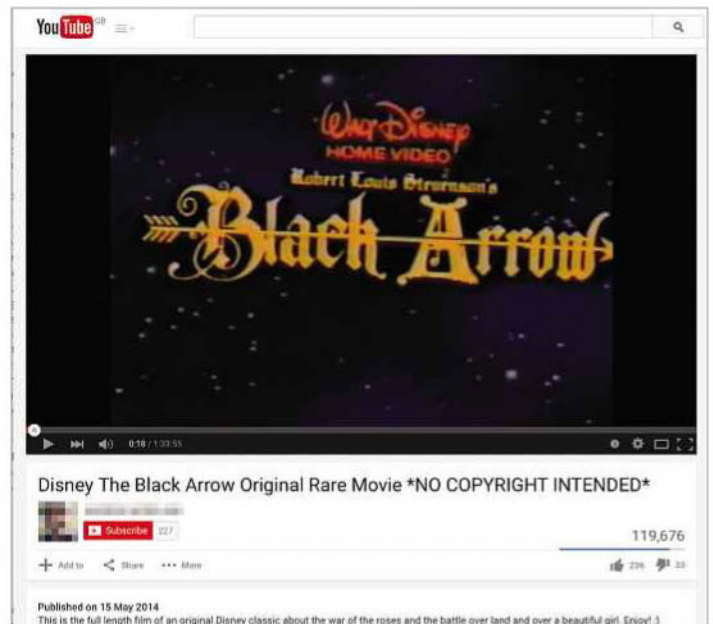 YouTube GB
WALT DISNEY
HOME VIDEO
Robert Louis Stevenson's
Black Arrow
0:18 / 1:33:55
Disney The Black Arrow Original Rare Movie *NO COPYRIGHT INTENDED*
Subscribe 227
119,676
Add to Share More
236 33
Published on 15 May 2014
This is the full length film of an original Disney classic about the war of the roses and the battle over land and over a beautiful girl. Enjoy! :)